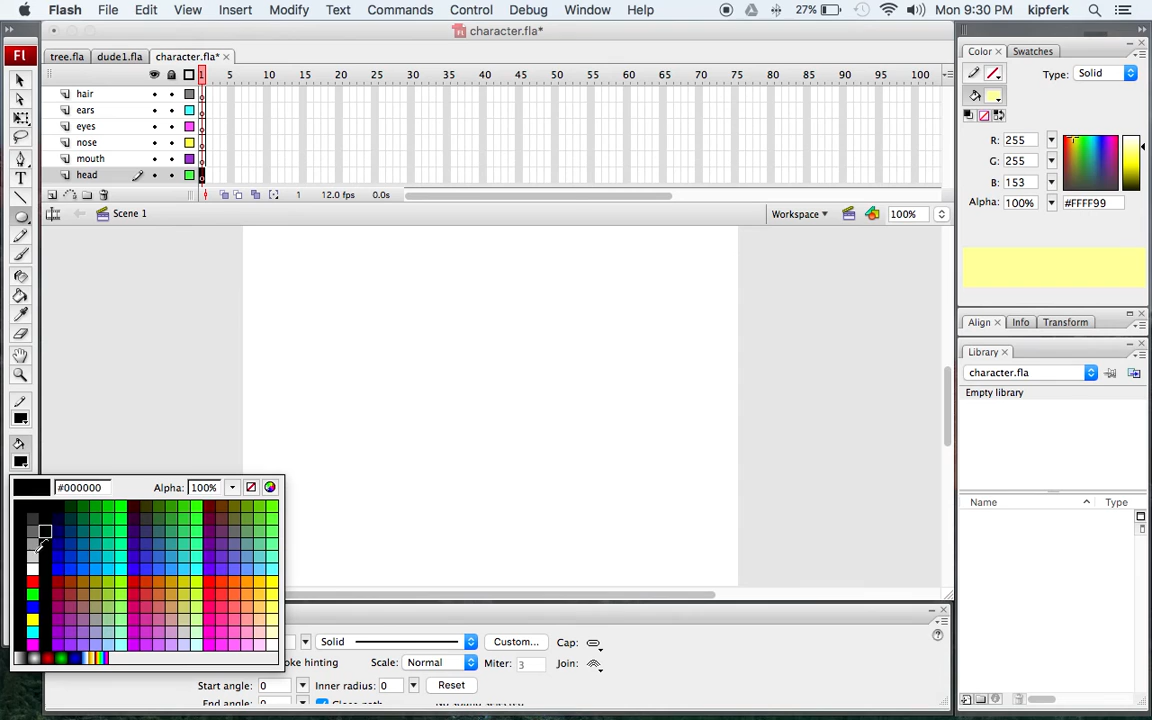 Flash File Edit View Insert Modify Text Commands Control Debug Window Help 27% Mon 9:30 PM kipferk
character.fla*
Fl tree.fla dude1.fla character.fla* Color Swatches
1 5 10 15 20 25 30 35 40 45 50 55 60 65 70 75 80 85 90 95 100 Type: Solid
hair
ears
eyes
nose R: 255
mouth G: 255
head B: 153
1 12.0 fps 0.0s Alpha: 100% #FFFF99
Scene 1 Workspace 100%
Align Info Transform
Library
character.fla
Empty library
#000000 Alpha: 100%
Name Type
Solid Custom... Cap:
ke hinting Scale: Normal Miter: 3 Join:
Start angle: 0 Inner radius: 0 Reset